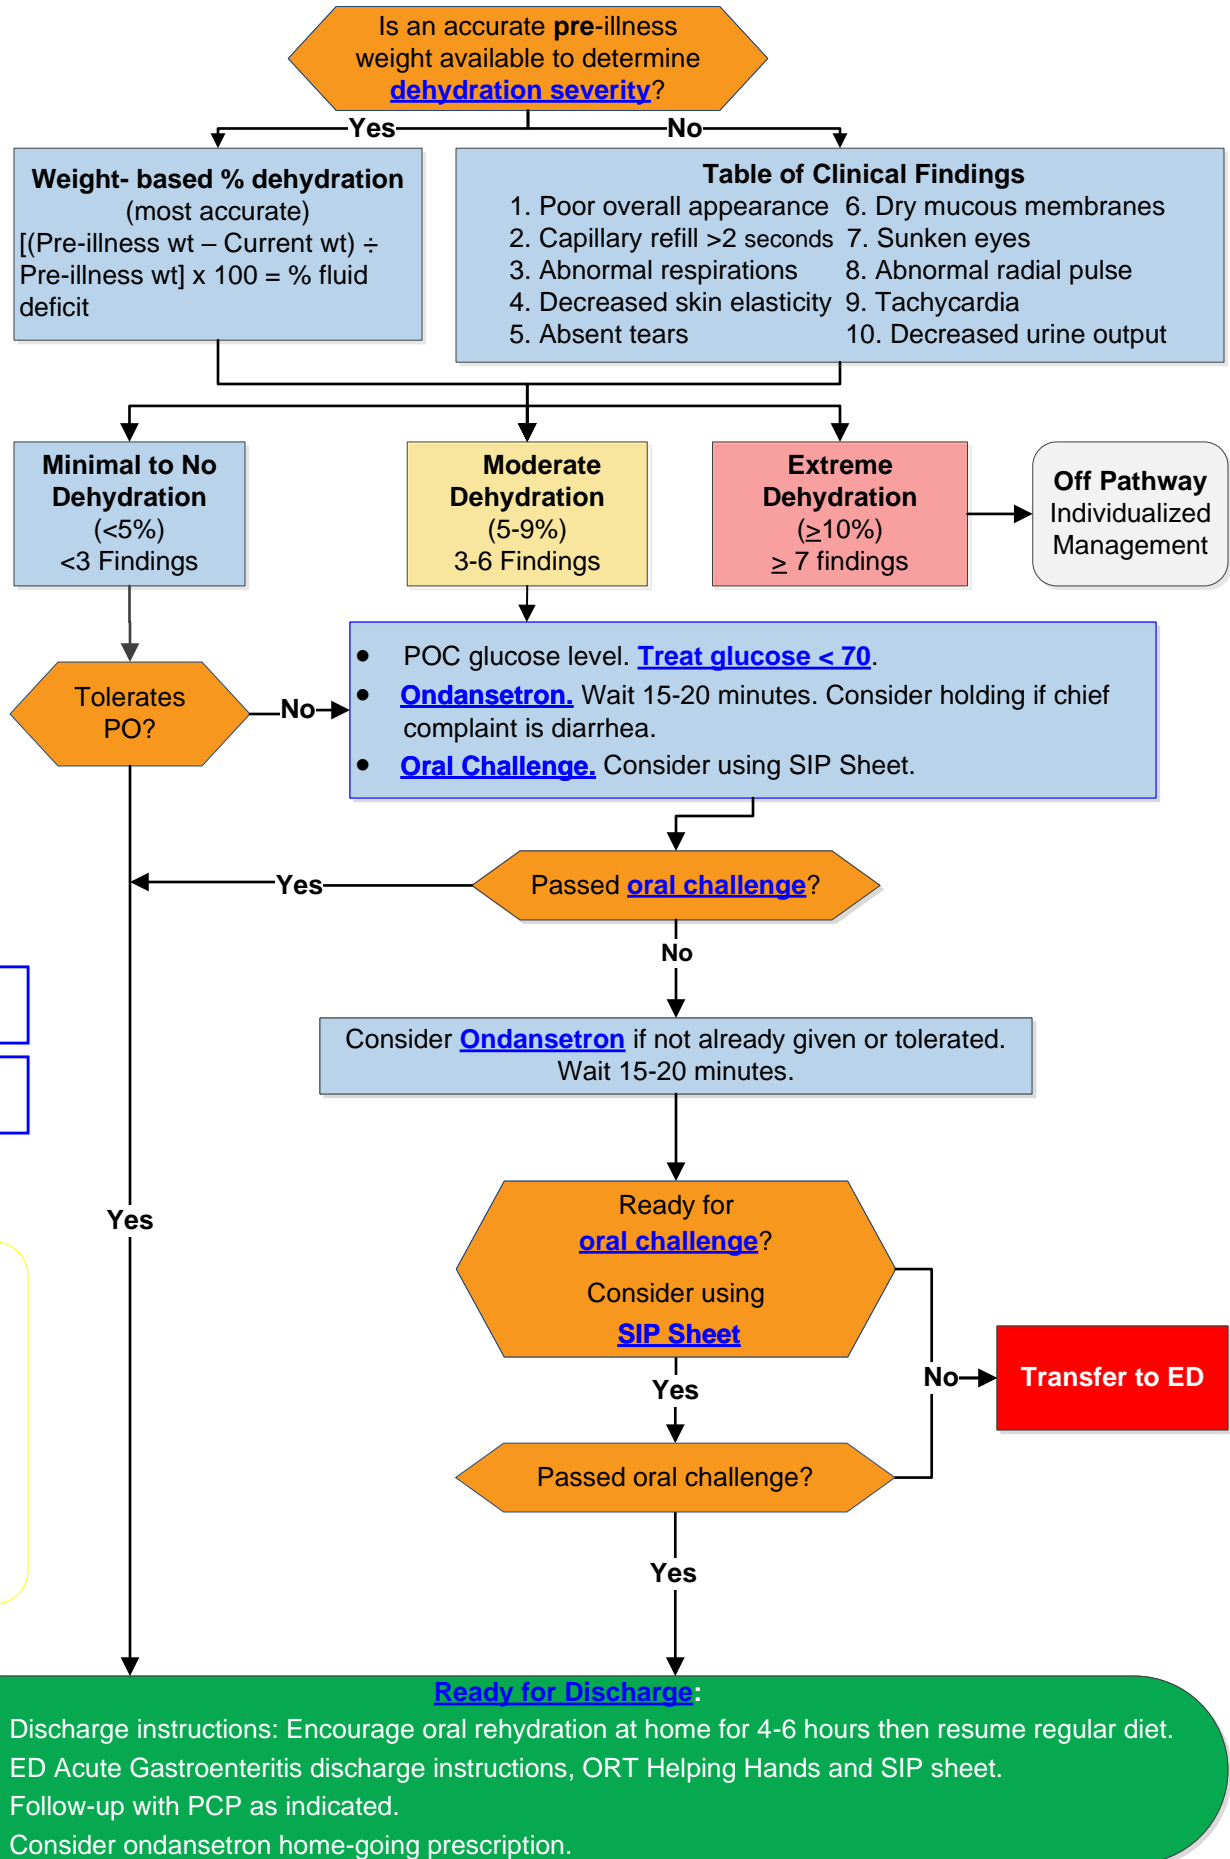 Is an accurate pre-illness
weight available to determine
dehydration severity?
Yes
No
Weight- based % dehydration
(most accurate)
[(Pre-illness wt – Current wt) ÷
Pre-illness wt] x 100 = % fluid
deficit
Table of Clinical Findings
1. Poor overall appearance 6. Dry mucous membranes
2. Capillary refill >2 seconds 7. Sunken eyes
3. Abnormal respirations 8. Abnormal radial pulse
4. Decreased skin elasticity 9. Tachycardia
5. Absent tears 10. Decreased urine output
Minimal to No
Dehydration
(<5%)
<3 Findings
Moderate
Dehydration
(5-9%)
3-6 Findings
Extreme
Dehydration
(≥10%)
≥ 7 findings
Off Pathway
Individualized
Management
Tolerates
PO?
No
• POC glucose level. Treat glucose < 70.
• Ondansetron. Wait 15-20 minutes. Consider holding if chief
complaint is diarrhea.
• Oral Challenge. Consider using SIP Sheet.
Passed oral challenge?
Yes
No
Consider Ondansetron if not already given or tolerated.
Wait 15-20 minutes.
Yes
Ready for
oral challenge?
Consider using
SIP Sheet
Yes
No
Transfer to ED
Passed oral challenge?
Yes
Ready for Discharge:
Discharge instructions: Encourage oral rehydration at home for 4-6 hours then resume regular diet.
ED Acute Gastroenteritis discharge instructions, ORT Helping Hands and SIP sheet.
Follow-up with PCP as indicated.
Consider ondansetron home-going prescription.